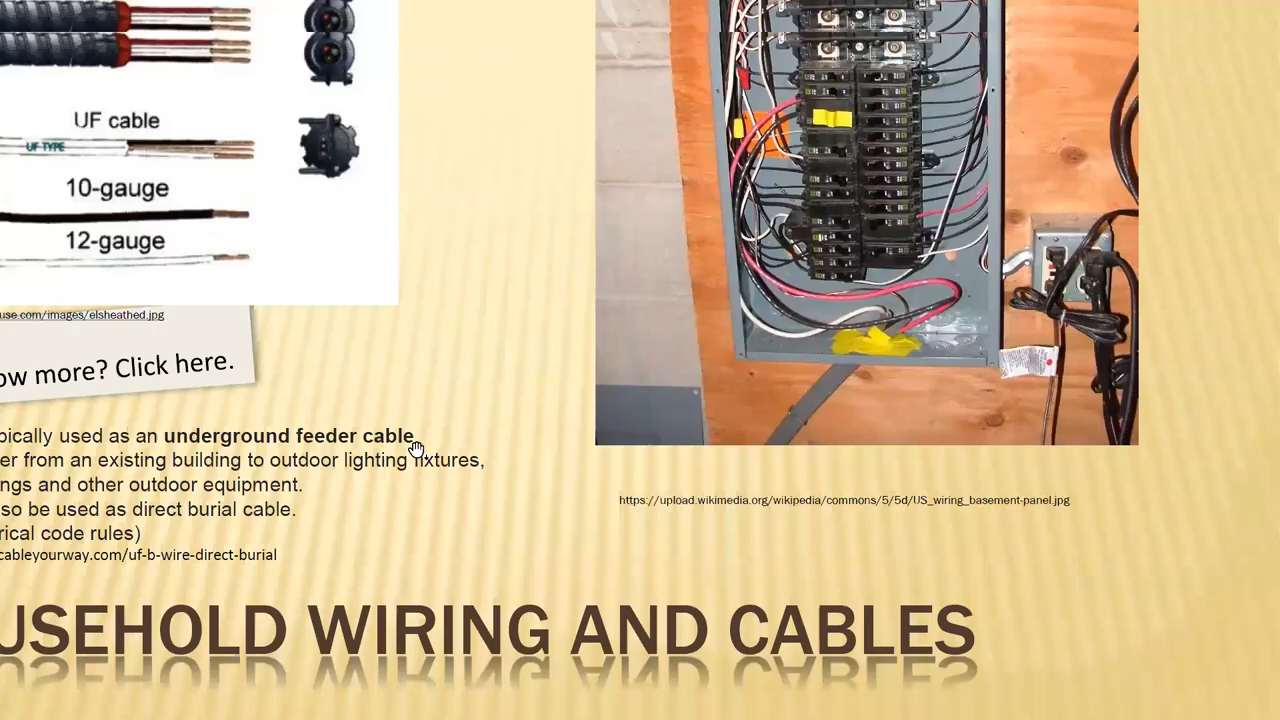 UF cable
UF TYPE
10-gauge
12-gauge
use.com/images/elsheathed.jpg
ow more? Click here.
pically used as an underground feeder cable
er from an existing building to outdoor lighting fixtures,
ngs and other outdoor equipment.
so be used as direct burial cable.
rical code rules)
cableyourway.com/uf-b-wire-direct-burial
https://upload.wikimedia.org/wikipedia/commons/5/5d/US_wiring_basement-panel.jpg
USEHOLD WIRING AND CABLES